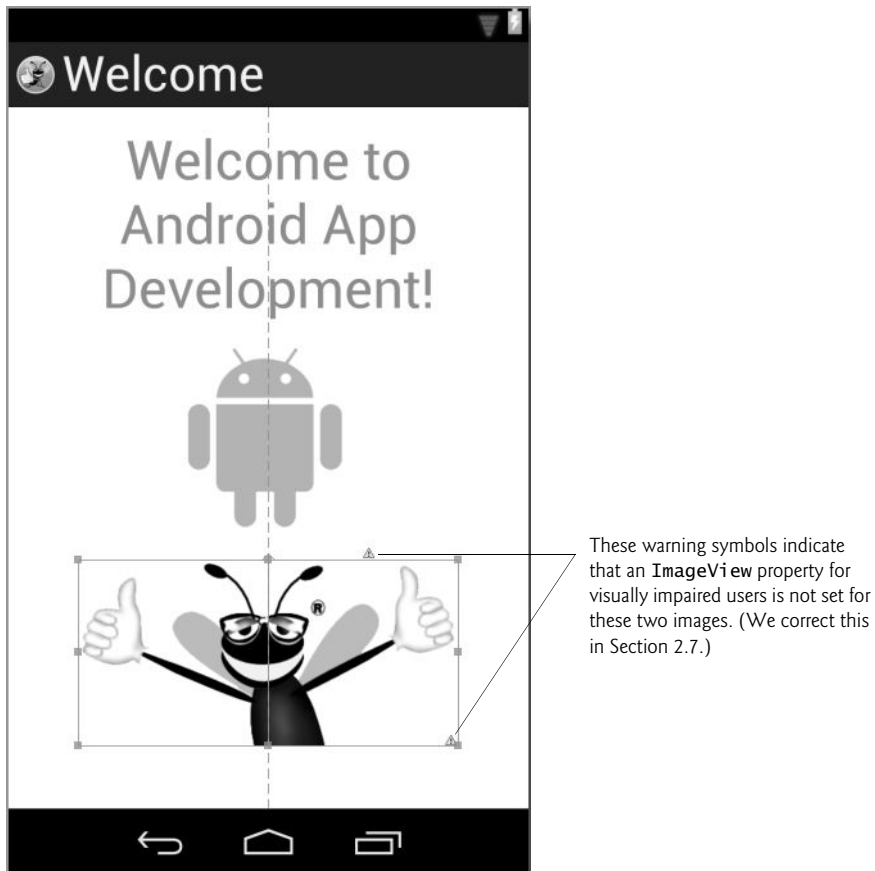 Welcome
Welcome to
Android App
Development!
®
These warning symbols indicate
that an ImageView property for
visually impaired users is not set for
these two images. (We correct this
in Section 2.7.)